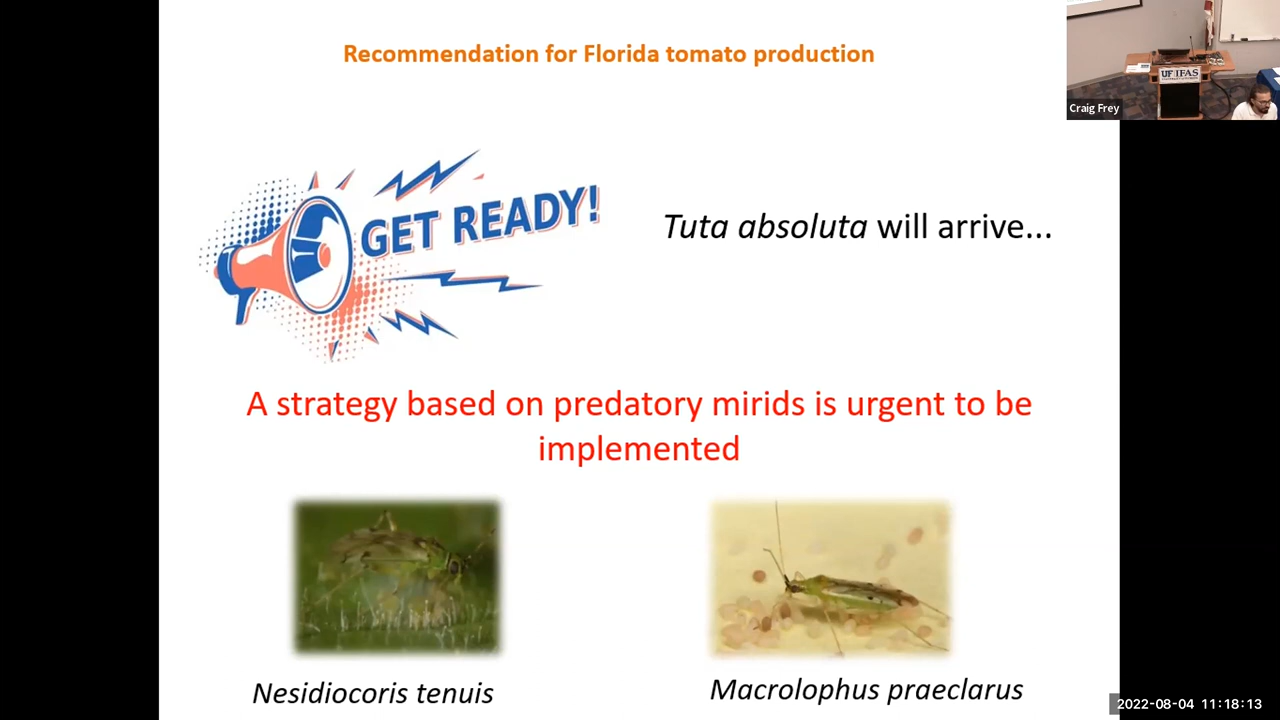 Recommendation for Florida tomato production
UF IFAS
Craig Frey
GET READY!
Tuta absoluta will arrive...
A strategy based on predatory mirids is urgent to be
implemented
Nesidiocoris tenuis
Macrolophus praeclarus
2022-08-04 11:18:13